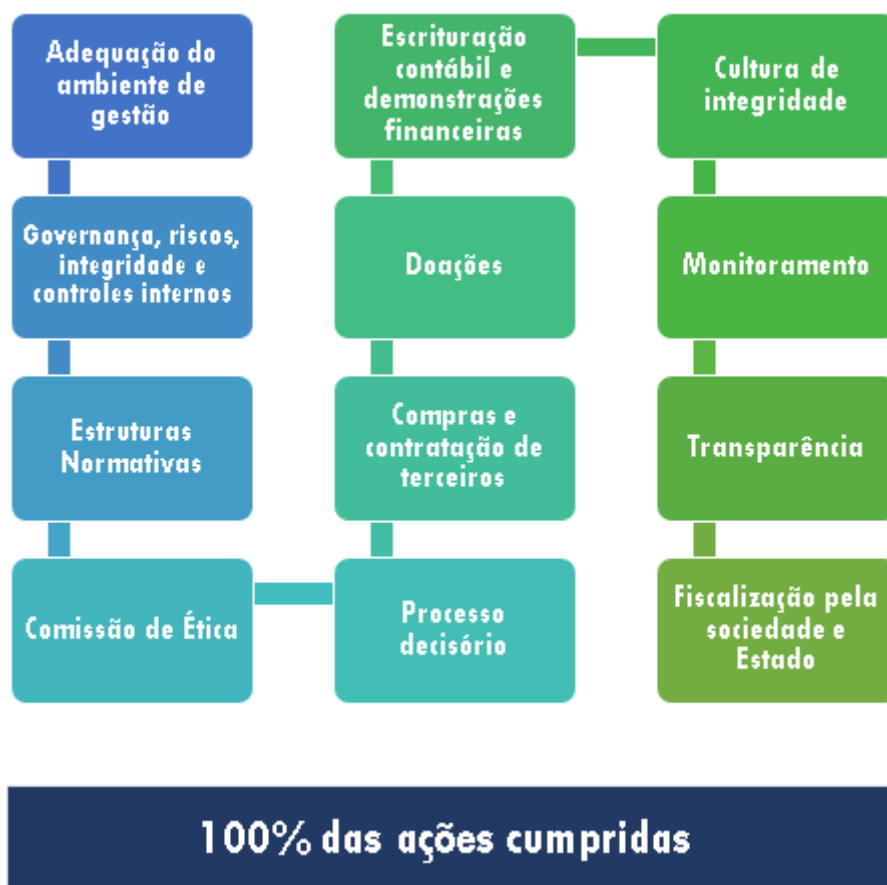 Adequação do
ambiente de
gestão
Governança, riscos,
integridade e
controles internos
Estruturas
Normativas
Comissão de Ética
Processo
decisório
Compras e
contratação de
terceiros
Doações
Escrituração
contábil e
demonstrações
financeiras
Cultura de
integridade
Monitoramento
Transparência
Fiscalização pela
sociedade e
Estado
100% das ações cumpridas